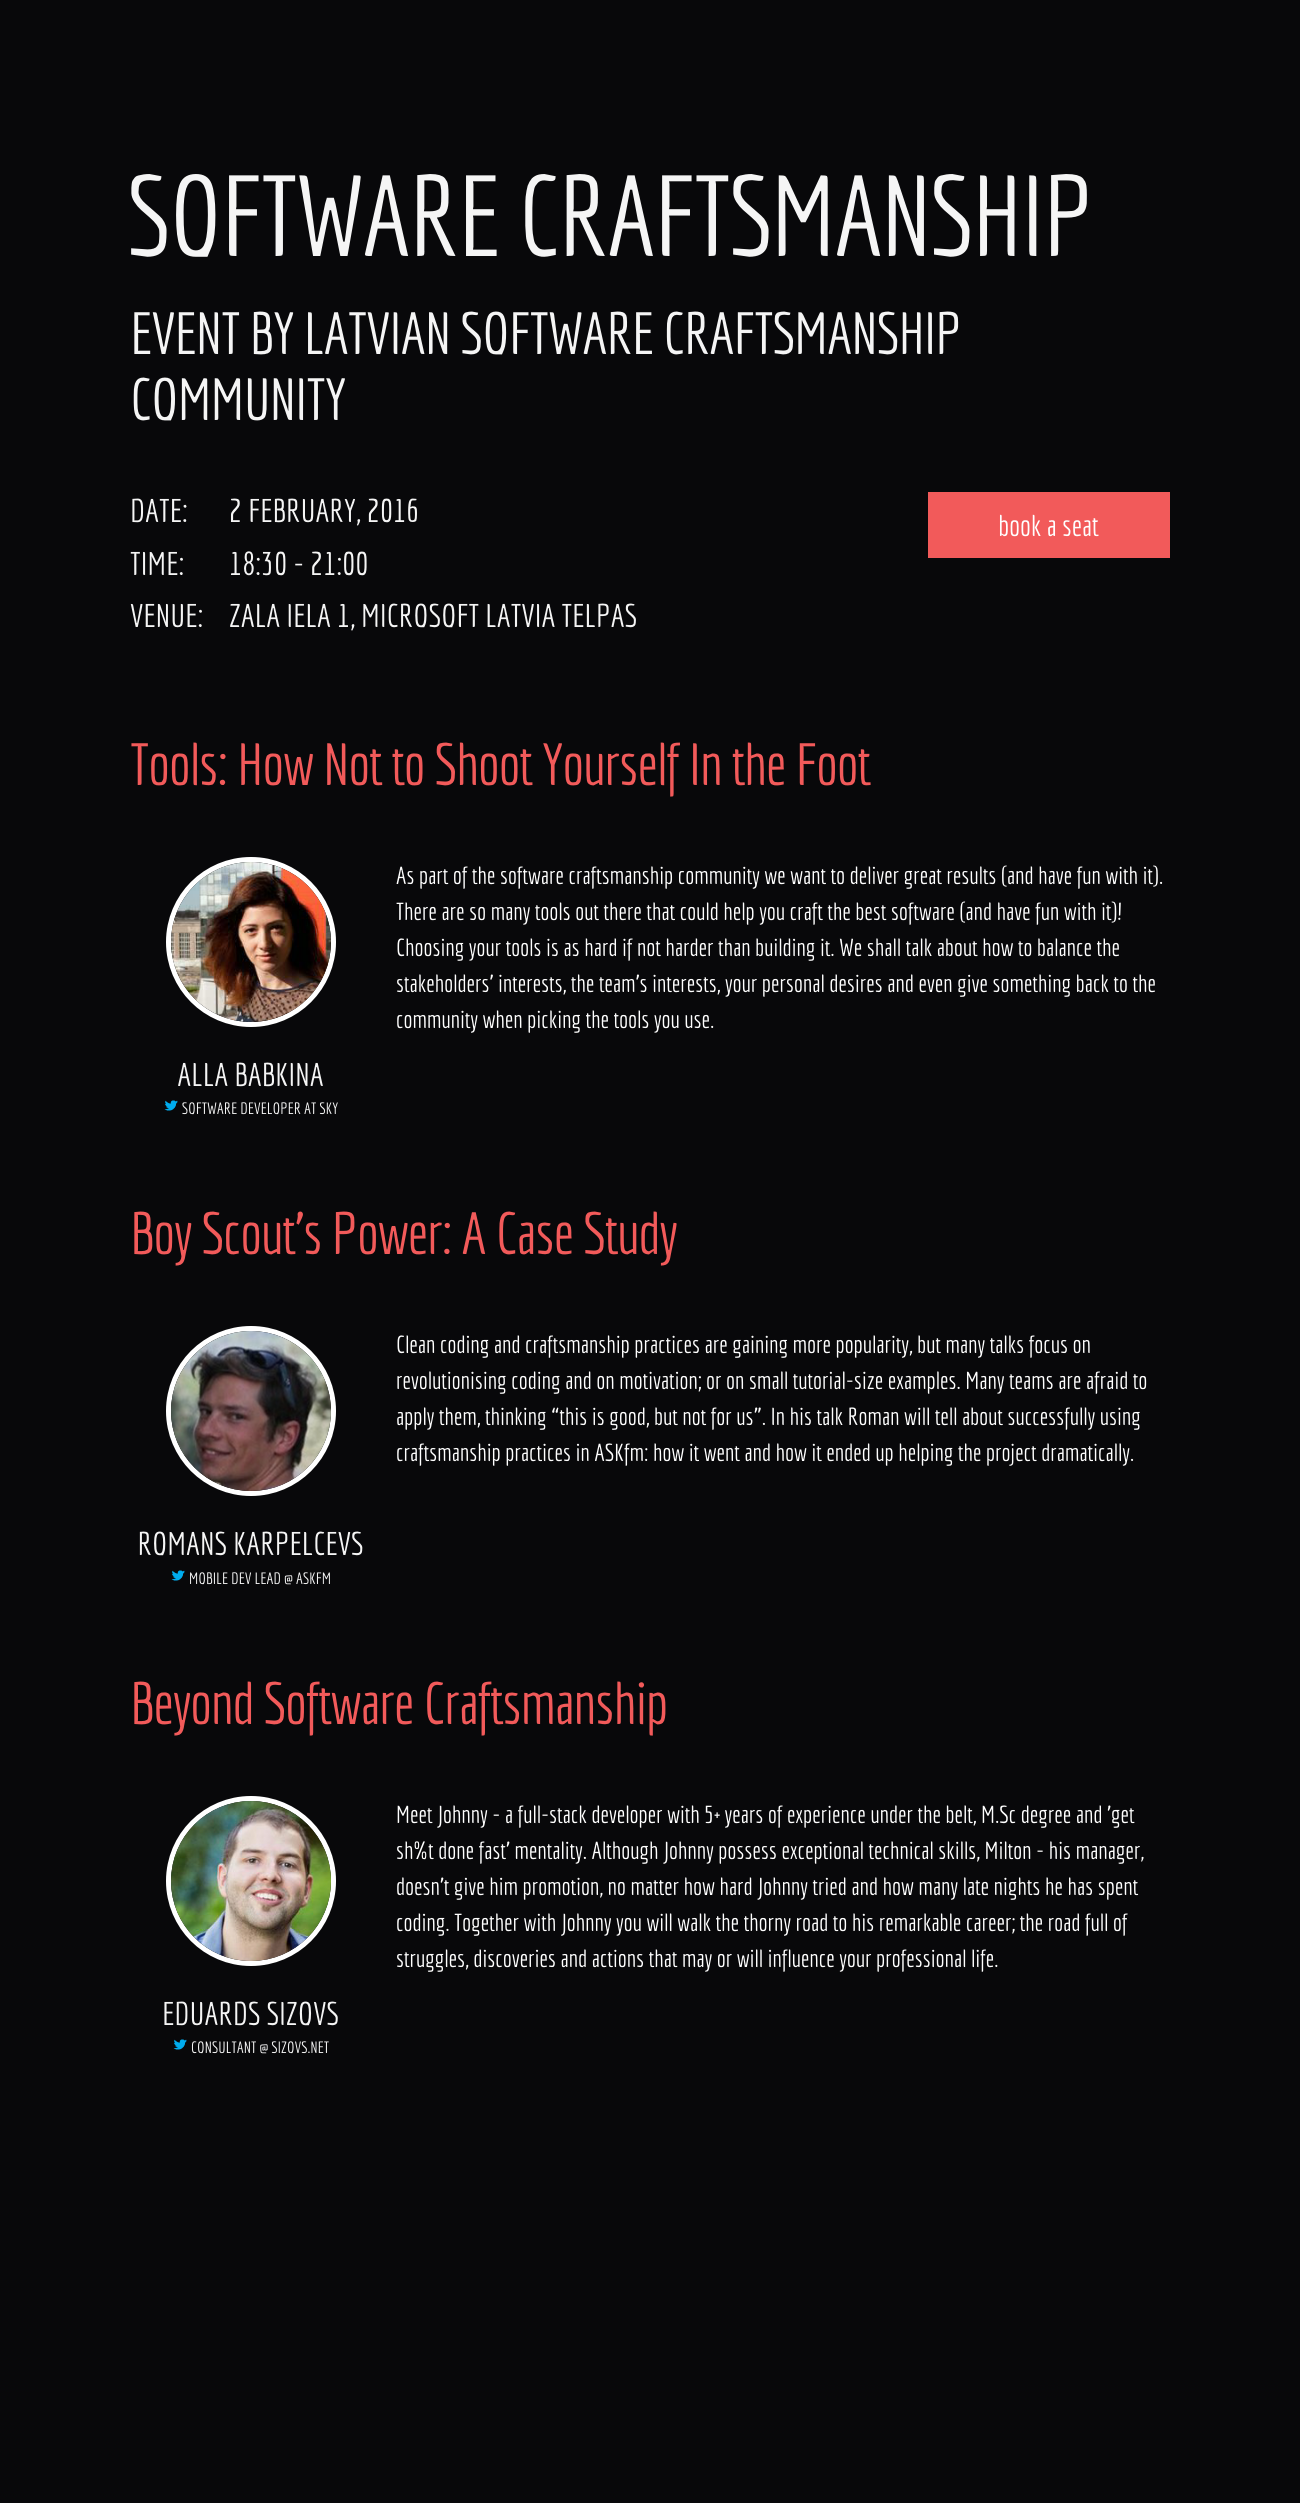 SOFTWARE CRAFTSMANSHIP
EVENT BY LATVIAN SOFTWARE CRAFTSMANSHIP
COMMUNITY
DATE: 2 FEBRUARY, 2016
book a seat
TIME: 18:30 - 21:00
VENUE: ZALA IELA 1, MICROSOFT LATVIA TELPAS
Tools: How Not to Shoot Yourself In the Foot
As part of the software craftsmanship community we want to deliver great results (and have fun with it).
There are so many tools out there that could help you craft the best software (and have fun with it)!
Choosing your tools is as hard if not harder than building it. We shall talk about how to balance the
stakeholders' interests, the team's interests, your personal desires and even give something back to the
community when picking the tools you use.
ALLA BABKINA
SOFTWARE DEVELOPER AT SKY
Boy Scout's Power: A Case Study
Clean coding and craftsmanship practices are gaining more popularity, but many talks focus on
revolutionising coding and on motivation; or on small tutorial-size examples. Many teams are afraid to
apply them, thinking “this is good, but not for us”. In his talk Roman will tell about successfully using
craftsmanship practices in ASKfm: how it went and how it ended up helping the project dramatically.
ROMANS KARPELCEVS
MOBILE DEV LEAD @ ASKFM
Beyond Software Craftsmanship
Meet Johnny - a full-stack developer with 5+ years of experience under the belt, M.Sc degree and 'get
sh%t done fast' mentality. Although Johnny possess exceptional technical skills, Milton - his manager,
doesn't give him promotion, no matter how hard Johnny tried and how many late nights he has spent
coding. Together with Johnny you will walk the thorny road to his remarkable career; the road full of
struggles, discoveries and actions that may or will influence your professional life.
EDUARDS SIZOVS
CONSULTANT @ SIZOVS.NET